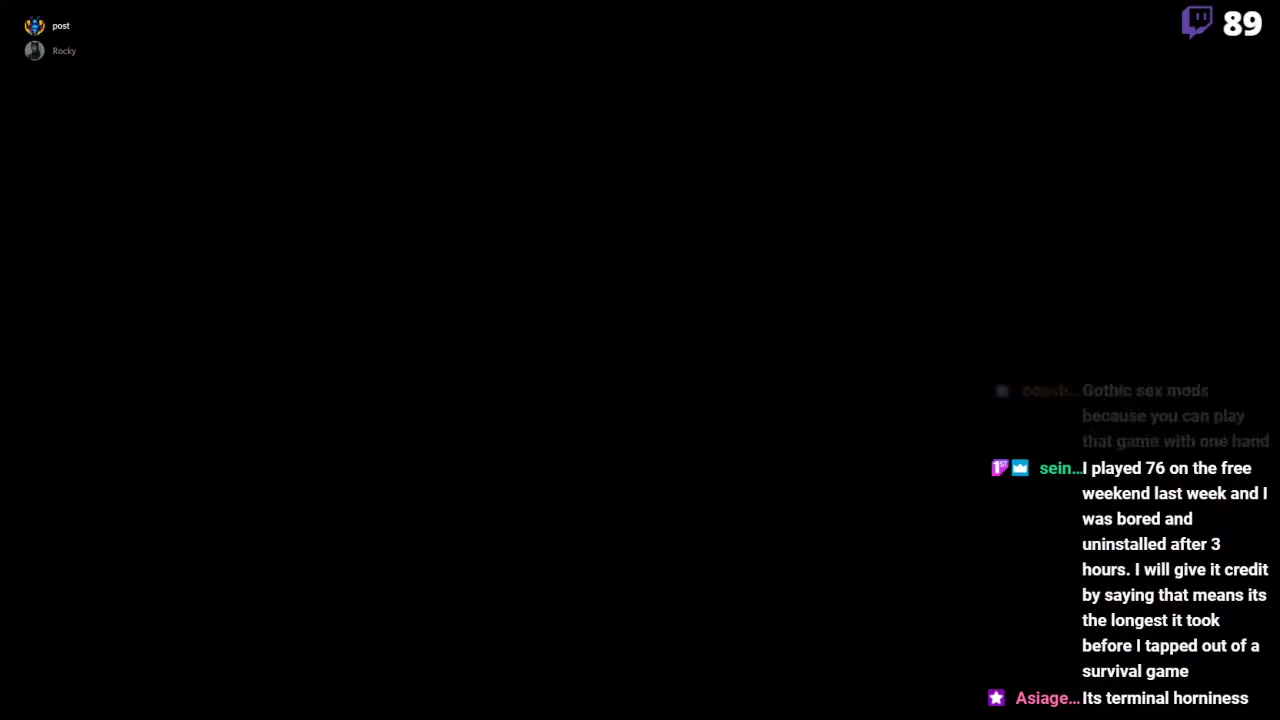 post
Rocky
89
Gothic sex mods
because you can play
that game with one hand
sein...I played 76 on the free
weekend last week and I
was bored and
uninstalled after 3
hours. I will give it credit
by saying that means its
the longest it took
before I tapped out of a
survival game
Asiage...Its terminal horniness